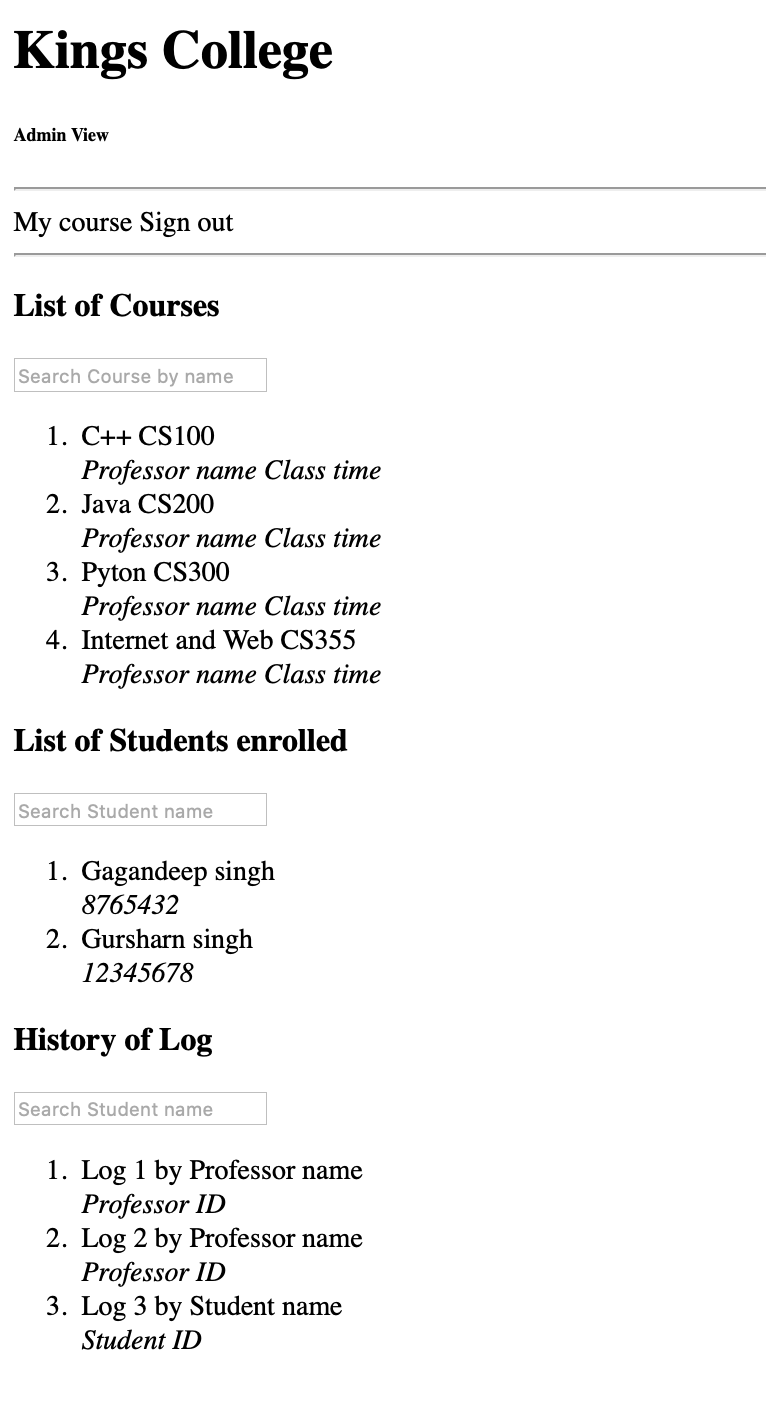 Kings College
Admin View
My course Sign out
List of Courses
Search Course by name
1. C++ CS100
Professor name Class time
2. Java CS200
Professor name Class time
3. Pyton CS300
Professor name Class time
4. Internet and Web CS355
Professor name Class time
List of Students enrolled
Search Student name
1. Gagandeep singh
8765432
2. Gursharn singh
12345678
History of Log
Search Student name
1. Log 1 by Professor name
Professor ID
2. Log 2 by Professor name
Professor ID
3. Log 3 by Student name
Student ID